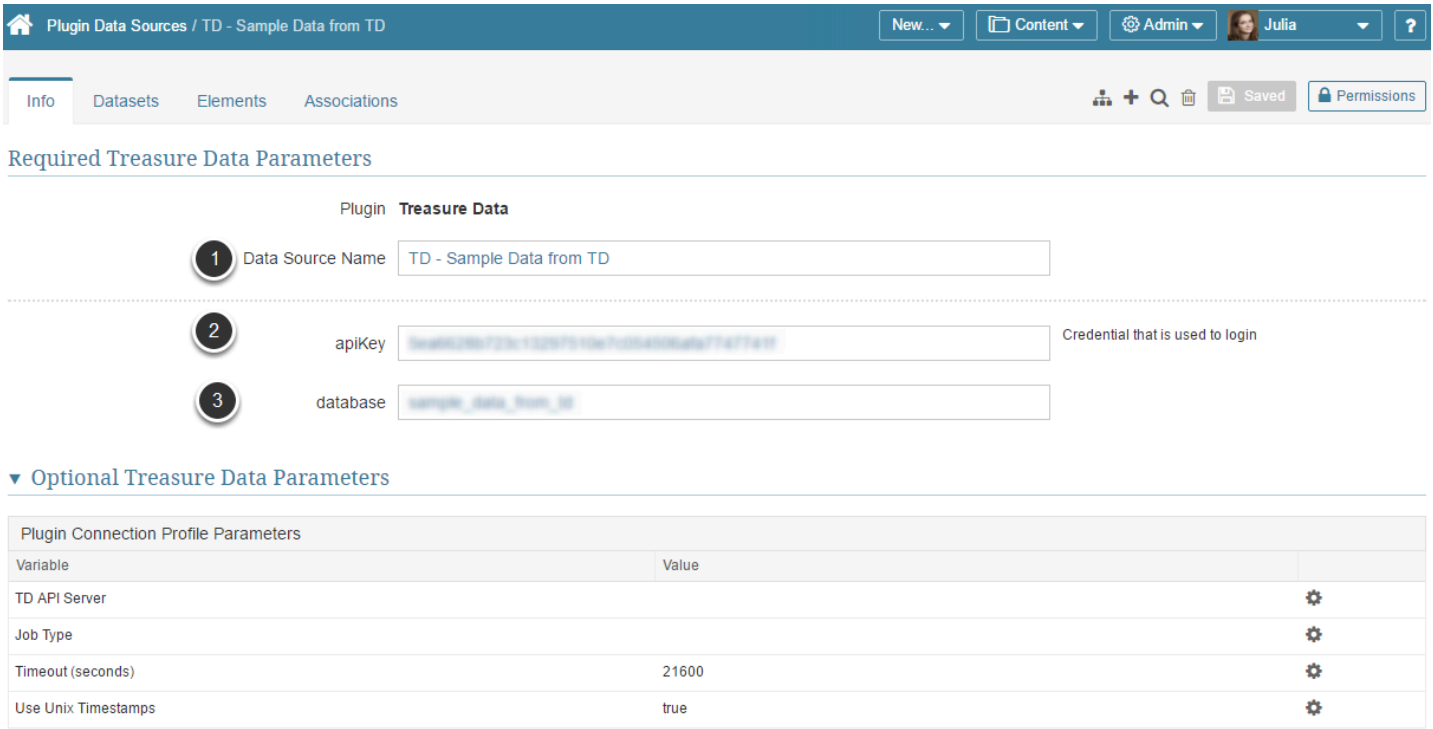 Plugin Data Sources / TD - Sample Data from TD New... Content Admin Julia ?
Info Datasets Elements Associations Saved Permissions
Required Treasure Data Parameters
Plugin Treasure Data
1 Data Source Name TD - Sample Data from TD
2 apiKey Credential that is used to login
3 database sample_data_from_td
Optional Treasure Data Parameters
Plugin Connection Profile Parameters
Variable Value
TD API Server
Job Type
Timeout (seconds) 21600
Use Unix Timestamps true